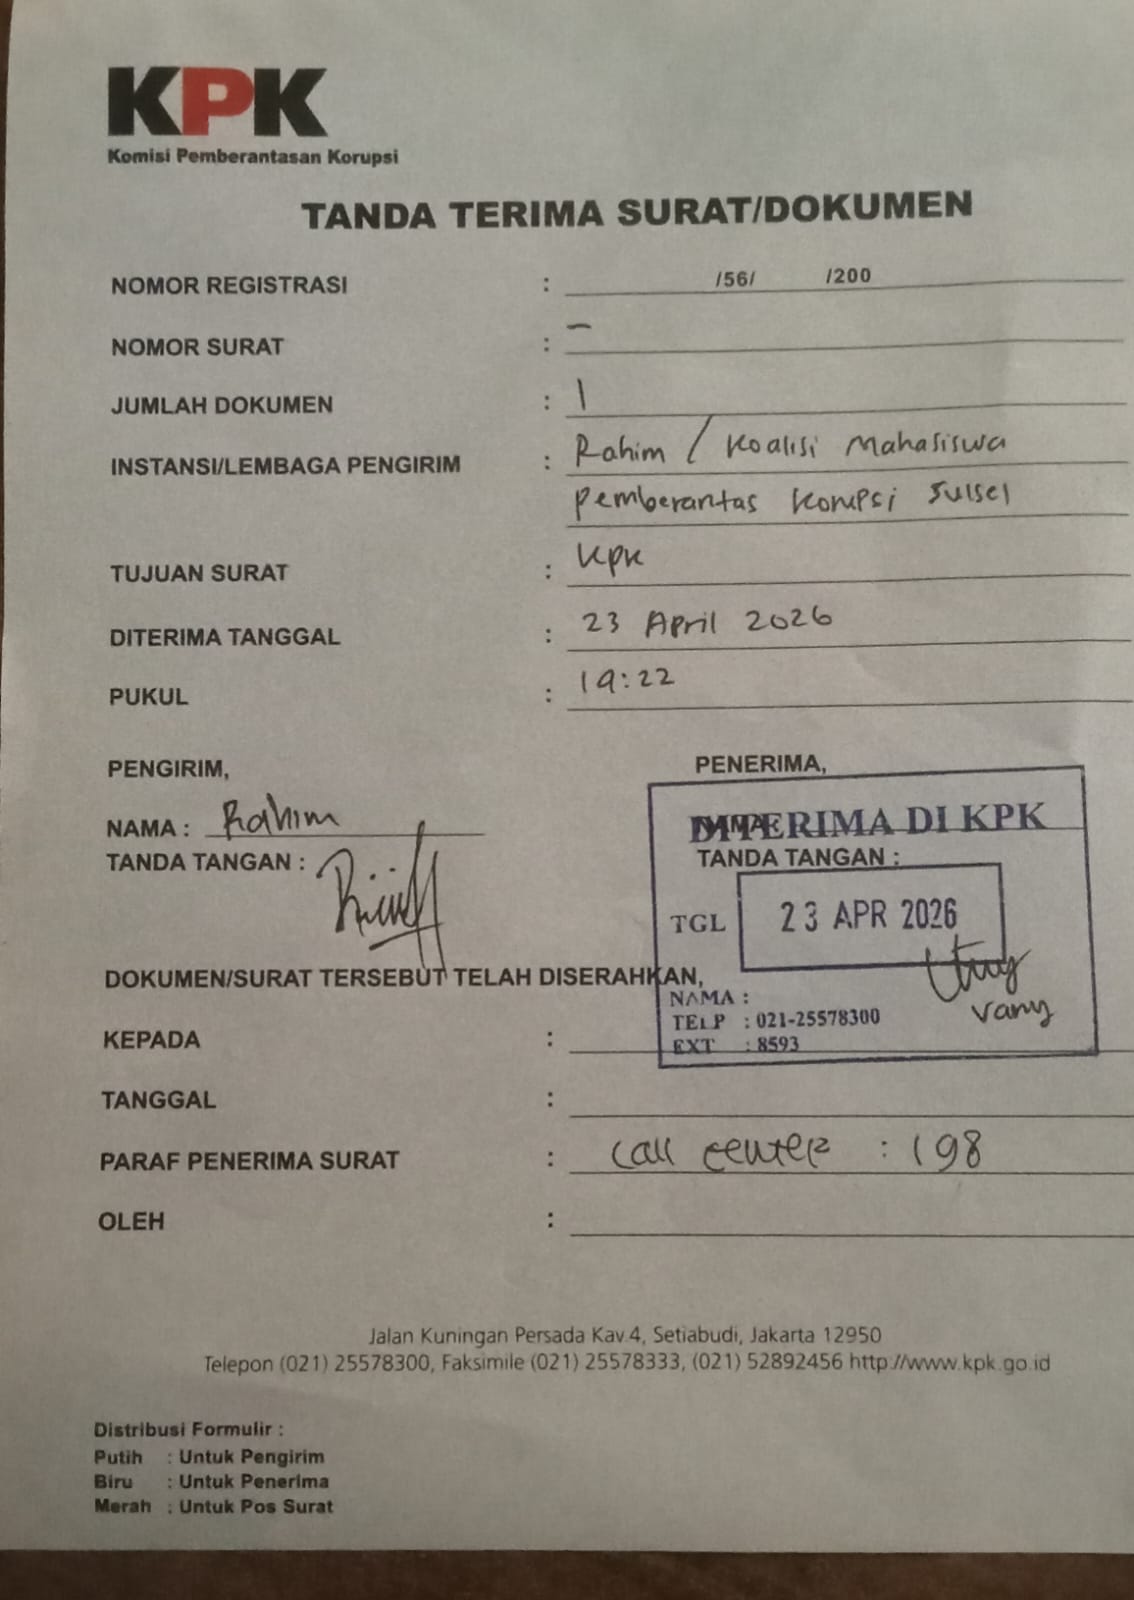 KPK
Komisi Pemberantasan Korupsi
TANDA TERIMA SURAT/DOKUMEN
NOMOR REGISTRASI : /56/ /200
NOMOR SURAT : –
JUMLAH DOKUMEN : 1
INSTANSI/LEMBAGA PENGIRIM : Rahim / Koalisi Mahasiswa
Pemberantas Korupsi Sulsel
TUJUAN SURAT : KPK
DITERIMA TANGGAL : 23 April 2026
PUKUL : 19:22
PENGIRIM,
NAMA : Rahim
TANDA TANGAN :
PENERIMA,
DITERIMA DI KPK
TANDA TANGAN :
TGL 23 APR 2026
NAMA :
TELP : 021-25578300
EXT : 8593
DOKUMEN/SURAT TERSEBUT TELAH DISERAHKAN,
KEPADA :
TANGGAL :
PARAF PENERIMA SURAT : Call center : 198
OLEH :
Jalan Kuningan Persada Kav.4, Setiabudi, Jakarta 12950
Telepon (021) 25578300, Faksimile (021) 25578333, (021) 52892456 http://www.kpk.go.id
Distribusi Formulir :
Putih : Untuk Pengirim
Biru : Untuk Penerima
Merah : Untuk Pos Surat